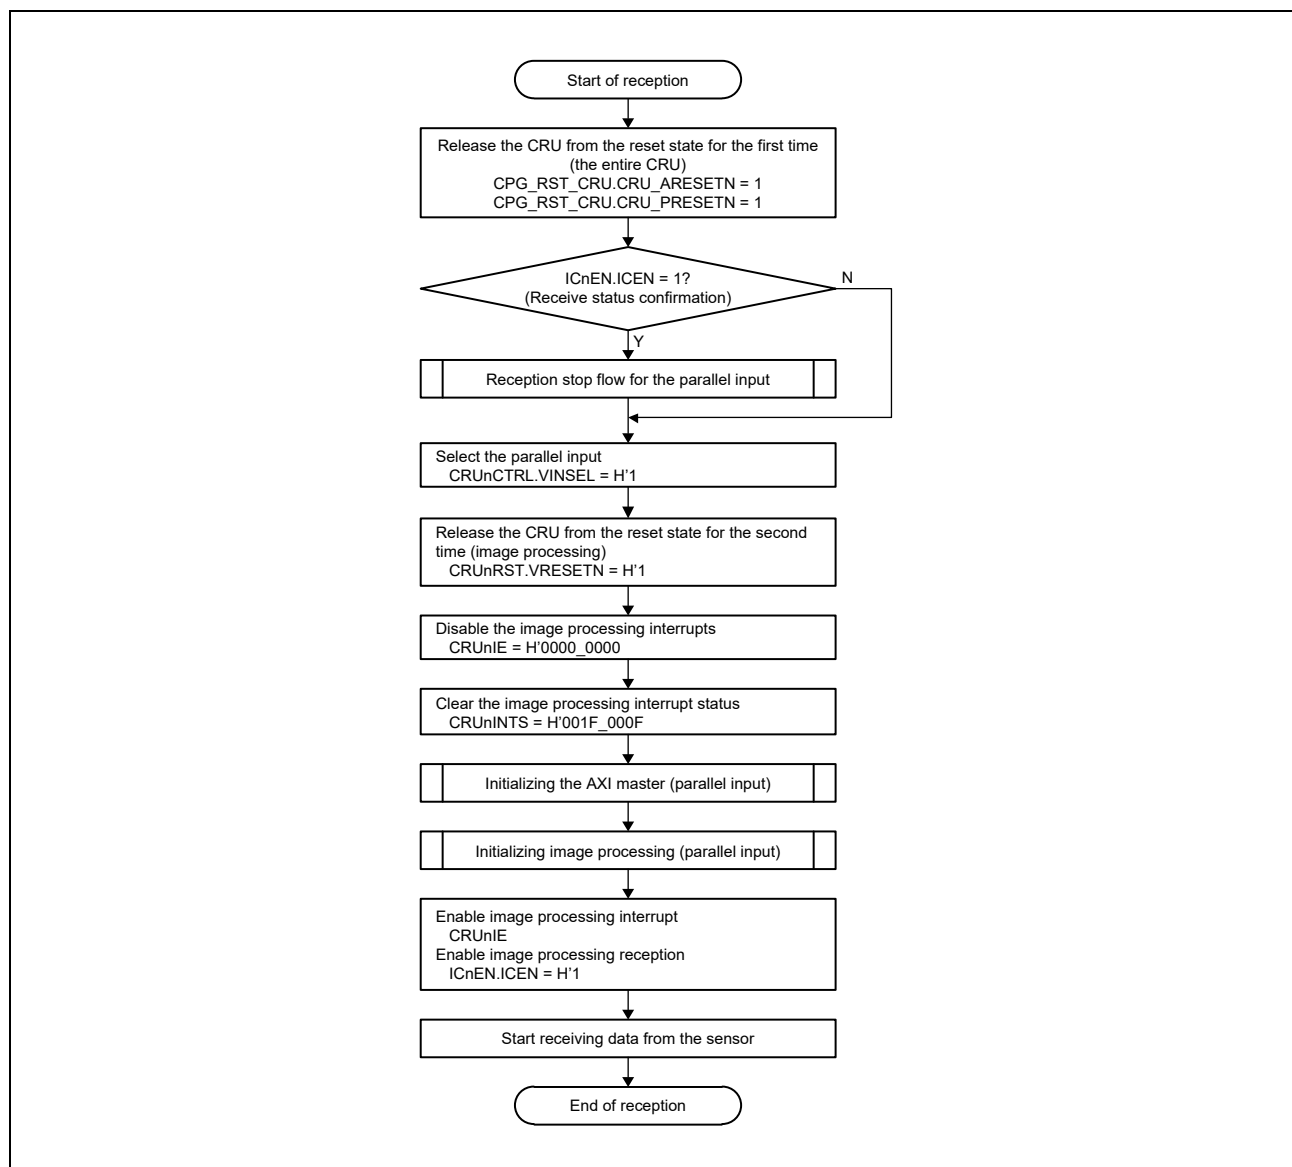 Start of reception
Release the CRU from the reset state for the first time
(the entire CRU)
CPG_RST_CRU.CRU_ARESETN = 1
CPG_RST_CRU.CRU_PRESETN = 1
ICnEN.ICEN = 1?
(Receive status confirmation)
N
Y
Reception stop flow for the parallel input
Select the parallel input
CRUnCTRL.VINSEL = H'1
Release the CRU from the reset state for the second
time (image processing)
CRUnRST.VRESETN = H'1
Disable the image processing interrupts
CRUnIE = H'0000_0000
Clear the image processing interrupt status
CRUnINTS = H'001F_000F
Initializing the AXI master (parallel input)
Initializing image processing (parallel input)
Enable image processing interrupt
CRUnIE
Enable image processing reception
ICnEN.ICEN = H'1
Start receiving data from the sensor
End of reception